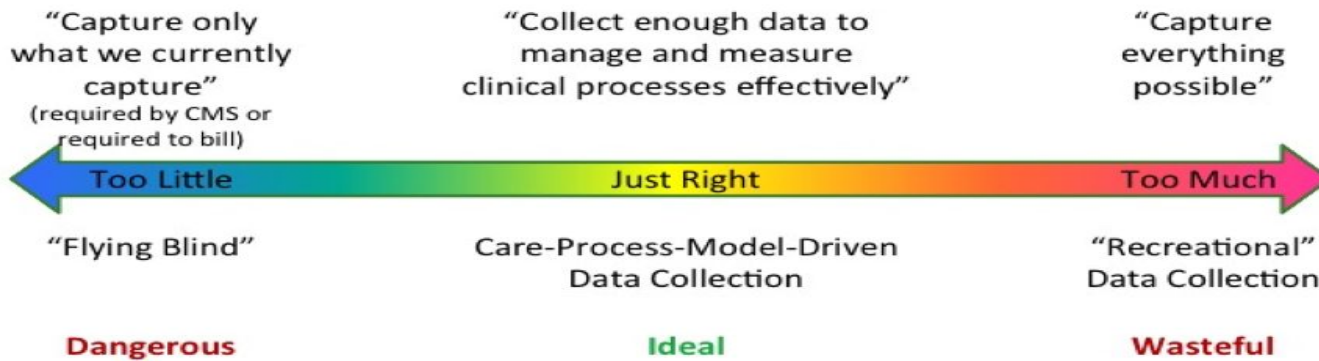 “Capture only
what we currently
capture”
(required by CMS or
required to bill)
“Collect enough data to
manage and measure
clinical processes effectively”
“Capture
everything
possible”
Too Little
Just Right
Too Much
“Flying Blind”
Care-Process-Model-Driven
Data Collection
“Recreational”
Data Collection
Dangerous
Ideal
Wasteful